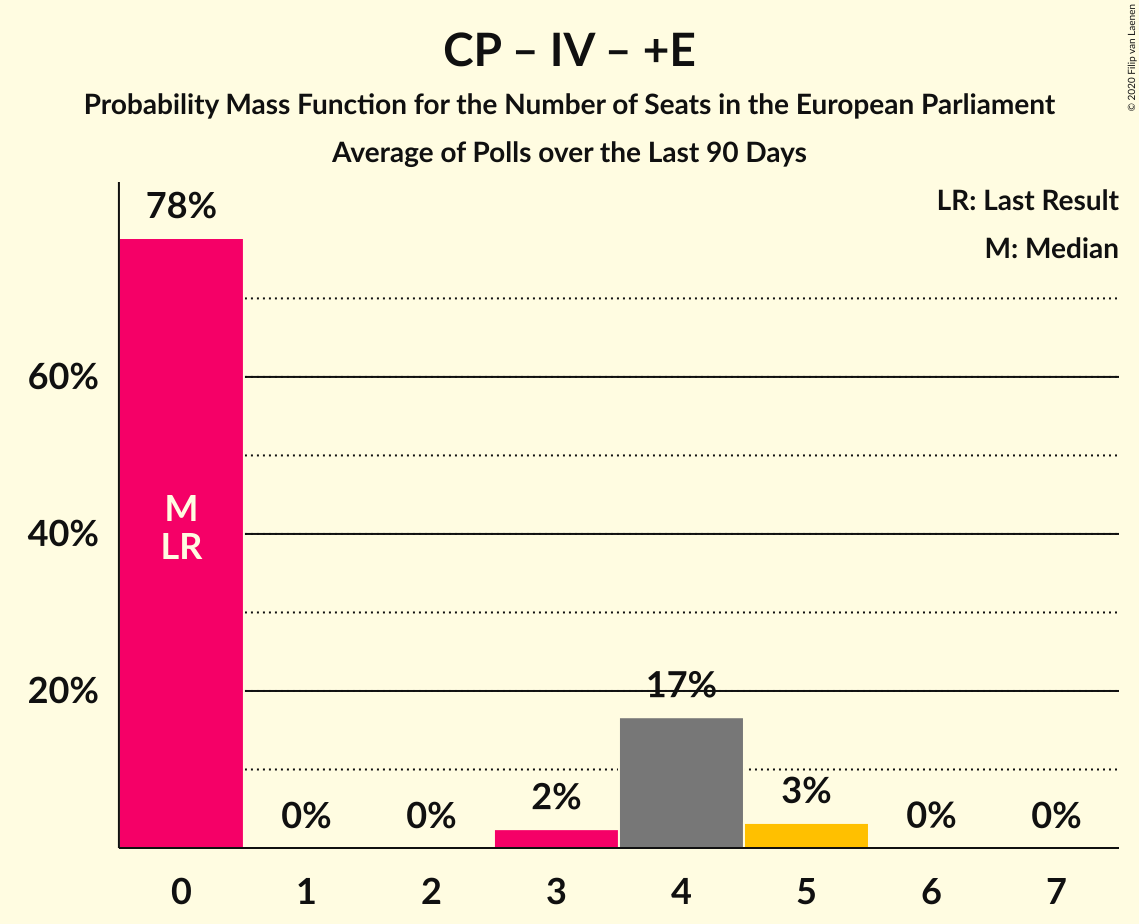 CP – IV – +E
Probability Mass Function for the Number of Seats in the European Parliament
Average of Polls over the Last 90 Days
© 2020 Filip van Laenen
LR: Last Result
M: Median
78%
60%
40%
20%
M
LR
0%
0%
2%
17%
3%
0%
0%
0
1
2
3
4
5
6
7